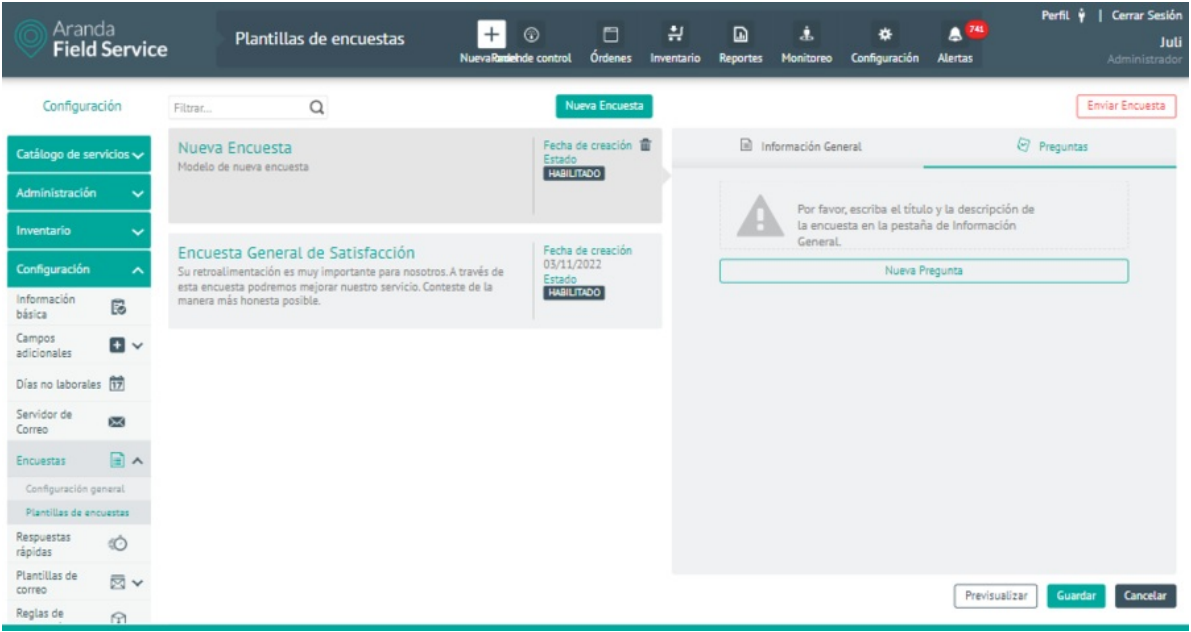 Aranda
Field Service
Plantillas de encuestas
Nueva
Órdenes
Inventario
Reportes
Monitoreo
Configuración
Alertas
741
Perfil | Cerrar Sesión
Juli
Administrador
de control
Configuración
Catálogo de servicios
Administración
Inventario
Configuración
Información
básica
Campos
adicionales
Días no laborales
17
Servidor de
Correo
Encuestas
Configuración general
Plantillas de encuestas
Respuestas
rápidas
Plantillas de
correo
Reglas de
Filtrar...
Nueva Encuesta
Nueva Encuesta
Modelo de nueva encuesta
Fecha de creación
Estado
HABILITADO
Encuesta General de Satisfacción
Su retroalimentación es muy importante para nosotros. A través de
esta encuesta podremos mejorar nuestro servicio. Conteste de la
manera más honesta posible.
Fecha de creación
03/11/2022
Estado
HABILITADO
Enviar Encuesta
Información General
Preguntas
Por favor, escriba el título y la descripción de
la encuesta en la pestaña de Información
General.
Nueva Pregunta
Previsualizar
Guardar
Cancelar